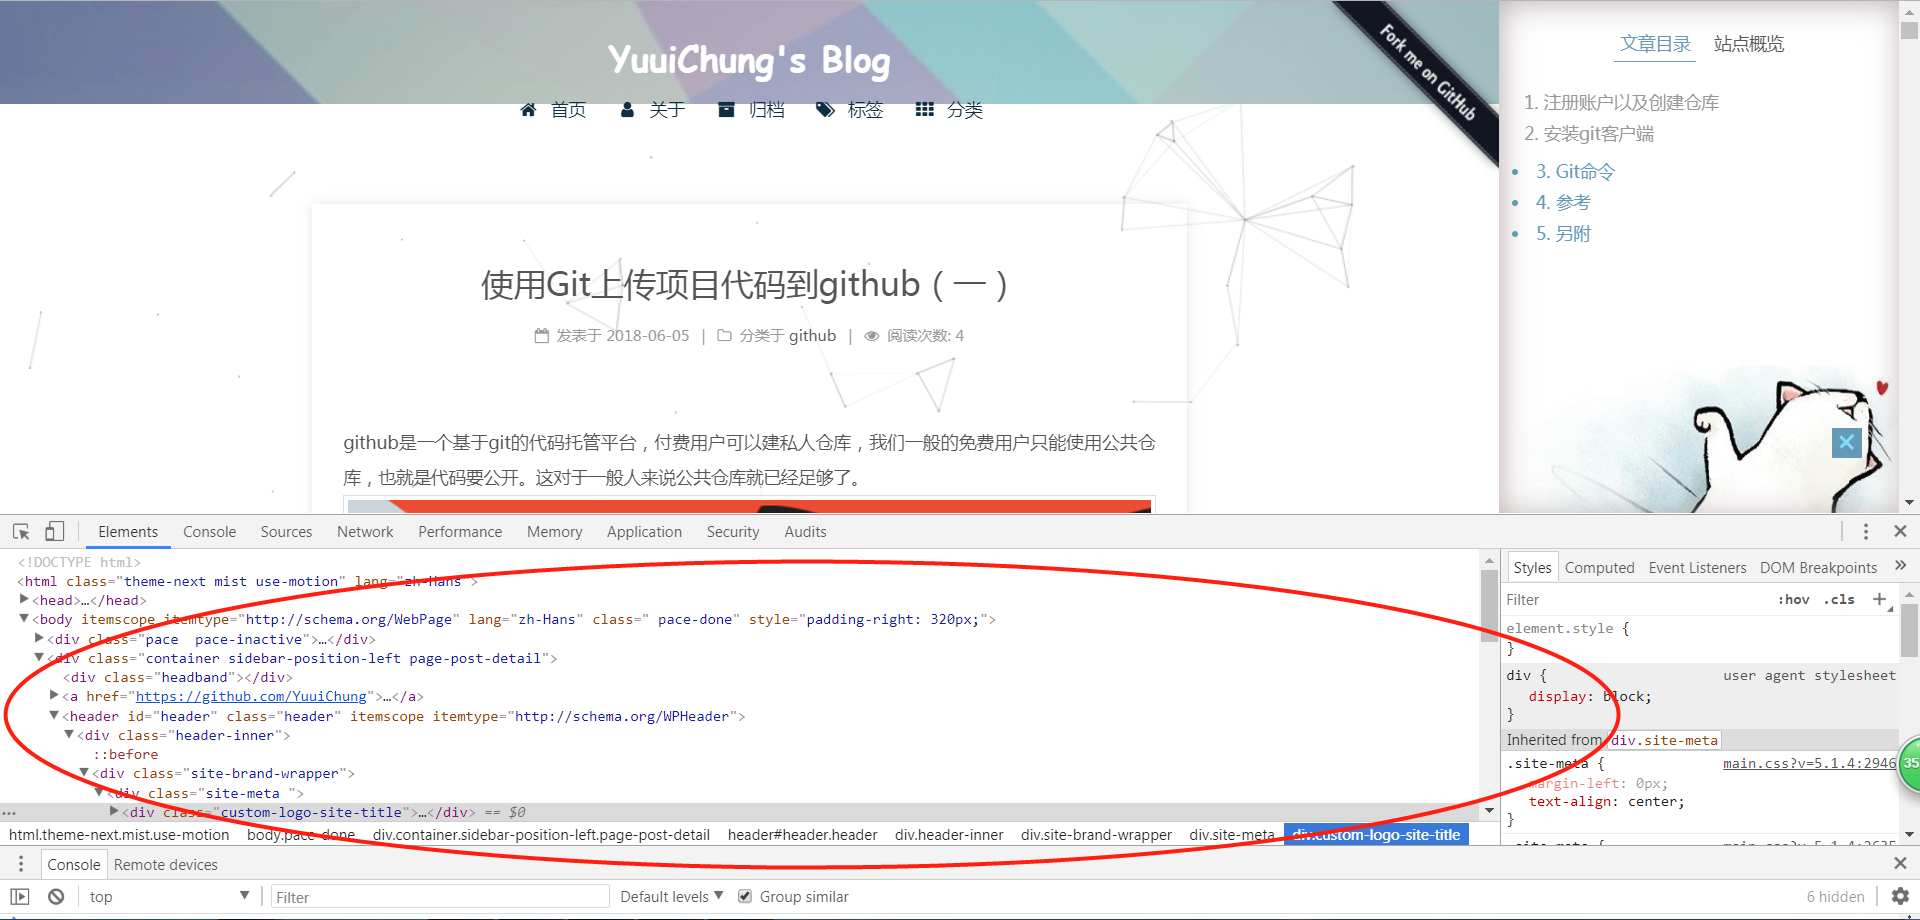 YuuiChung's Blog
首页 关于 归档 标签 分类
Fork me on GitHub
文章目录 站点概览
1. 注册账户以及创建仓库
2. 安装git客户端
3. Git命令
4. 参考
5. 另附
使用Git上传项目代码到github（一）
发表于 2018-06-05 | 分类于 github | 阅读次数: 4
github是一个基于git的代码托管平台，付费用户可以建私人仓库，我们一般的免费用户只能使用公共仓
库，也就是代码要公开。这对于一般人来说公共仓库就已经足够了。
Elements Console Sources Network Performance Memory Application Security Audits
<!DOCTYPE html>
<html class="theme-next mist use-motion" lang="zh-Hans">
<head>…</head>
<body itemscope itemtype="http://schema.org/WebPage" lang="zh-Hans" class=" pace-done" style="padding-right: 320px;">
<div class="pace  pace-inactive">…</div>
<div class="container sidebar-position-left page-post-detail">
<div class="headband"></div>
<a href="https://github.com/YuuiChung">…</a>
<header id="header" class="header" itemscope itemtype="http://schema.org/WPHeader">
<div class="header-inner">
::before
<div class="site-brand-wrapper">
<div class="site-meta ">
<div class="custom-logo-site-title">…</div> == $0
html.theme-next.mist.use-motion body.pace-done div.container.sidebar-position-left.page-post-detail header#header.header div.header-inner div.site-brand-wrapper div.site-meta div.custom-logo-site-title
Styles Computed Event Listeners DOM Breakpoints »
Filter :hov .cls +
element.style {
}
div { user agent stylesheet
display: block;
}
Inherited from div.site-meta
.site-meta { main.css?v=5.1.4:2946
margin-left: 0px;
text-align: center;
}
35
Console Remote devices
top Filter Default levels Group similar 6 hidden